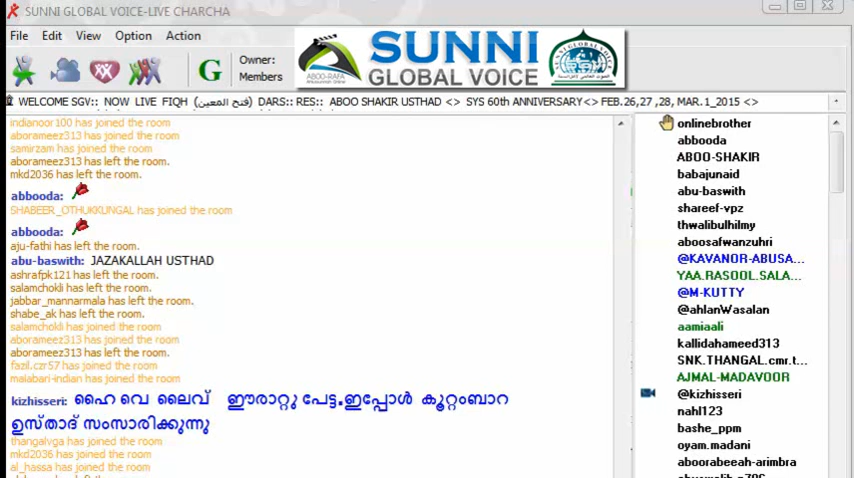 SUNNI GLOBAL VOICE-LIVE CHARCHA
File Edit View Option Action
G
Owner:
Members
ABOO-RAFA
SUNNI
GLOBAL VOICE
WELCOME SGV:: NOW LIVE FIQH (فتح المعين) DARS:: RES:: ABOO SHAKIR USTHAD <> SYS 60th ANNIVERSARY<> FEB.26,27 ,28, MAR.1_2015 <>
indianoor100 has joined the room
aborameez313 has joined the room
samirzam has joined the room
aborameez313 has left the room.
mkd2036 has left the room.
abbooda:
SHABEER_OTHUKKUNGAL has joined the room
abbooda:
aju-fathi has left the room.
abu-baswith: JAZAKALLAH USTHAD
ashrafpk121 has left the room.
salamchokli has left the room.
jabbar_mannarmala has left the room.
shabe_ak has left the room.
salamchokli has joined the room
aborameez313 has joined the room
aborameez313 has left the room.
fazil.czr57 has joined the room
malabari-indian has joined the room
kizhisseri: ഹൈ വെ ലൈവ് ഈരാറ്റു പേട്ട.ഇപ്പോൾ കൂറ്റംബാറ
ഉസ്താദ് സംസാരിക്കുന്നു
thangalvga has joined the room
mkd2036 has joined the room
al_hassa has joined the room
onlinebrother
abbooda
ABOO-SHAKIR
babajunaid
abu-baswith
shareef-vpz
thwalibulhilmy
aboosafwanzuhri
@KAVANOR-ABUSA...
YAA.RASOOL.SALA...
@M-KUTTY
@ahlanWasalan
aamiaali
kallidahameed313
SNK.THANGAL.cmr.t...
AJMAL-MADAVOOR
@kizhisseri
nahl123
bashe_ppm
oyam.madani
aboorabeeah-arimbra